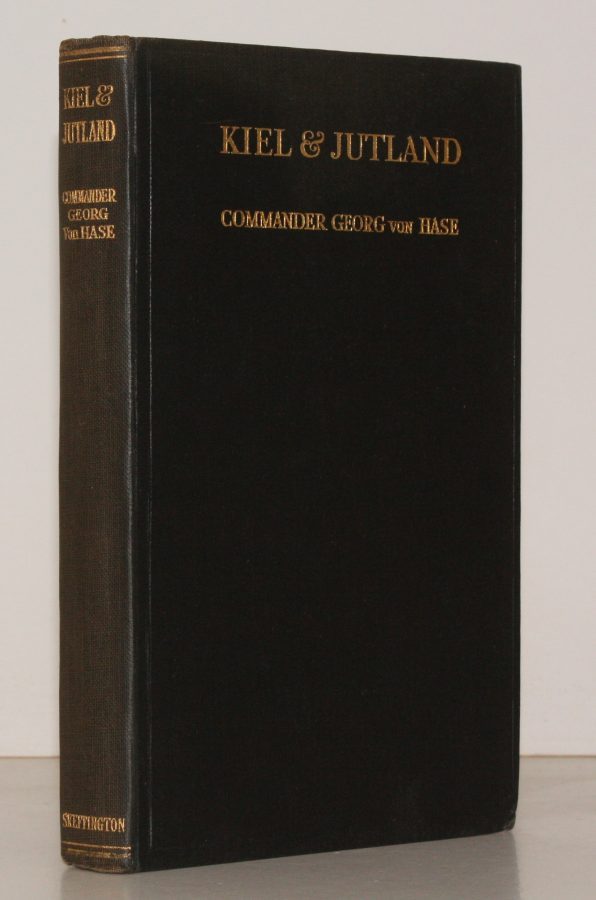 KIEL &
JUTLAND
COMMANDER
GEORG
Von HASE
SKEFFINGTON
KIEL & JUTLAND
COMMANDER GEORG VON HASE